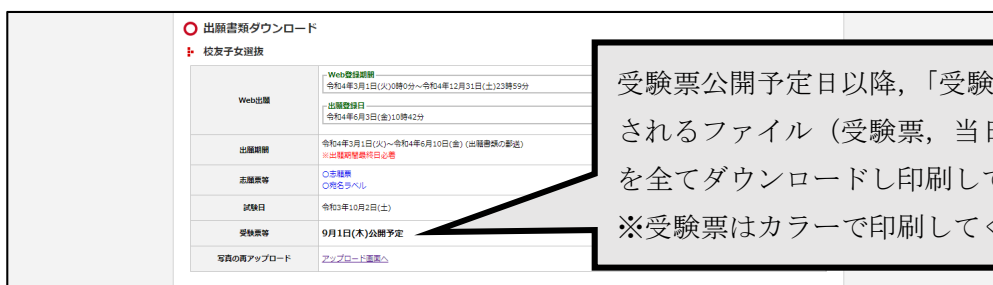 出願書類ダウンロード
校友子女選抜
Web出願
Web登録期間
令和4年3月1日(火)0時0分～令和4年12月31日(土)23時59分
出願登録日
令和4年6月3日(金)10時42分
出願期間
令和4年3月1日(火)～令和4年6月10日(金) (出願書類の郵送)
※出願期間最終日必着
志願票等
○志願票
○宛名ラベル
試験日
令和3年10月2日(土)
受験票等
9月1日(木)公開予定
写真の再アップロード
アップロード画面へ
受験票公開予定日以降，「受験
されるファイル（受験票，当
を全てダウンロードし印刷して
※受験票はカラーで印刷して